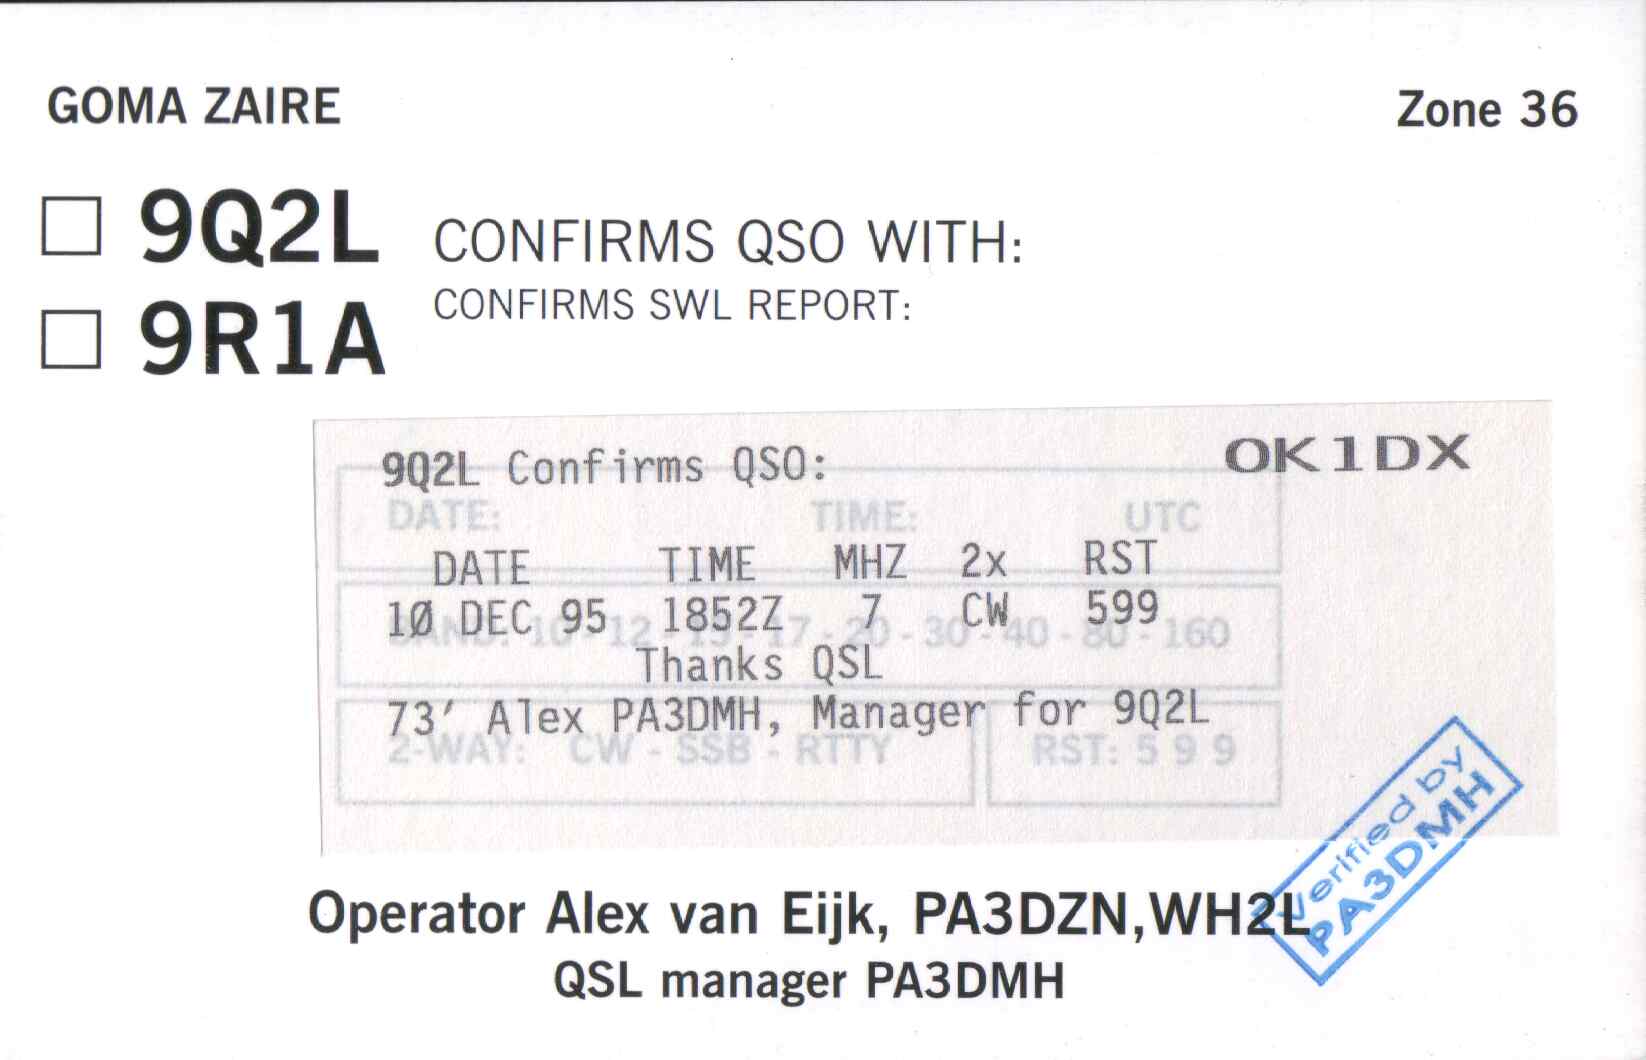 GOMA ZAIRE
Zone 36
9Q2L CONFIRMS QSO WITH:
CONFIRMS SWL REPORT:
9R1A
9Q2L Confirms QSO:
OK1DX
DATE: TIME: UTC
DATE TIME MHZ 2x RST
1Ø DEC 95 1852Z 7 CW 599
BAND: 10 - 12 - 15 - 17 - 20 - 30 - 40 - 80 - 160
Thanks QSL
73' Alex PA3DMH, Manager for 9Q2L
2-WAY: CW - SSB - RTTY RST: 5 9 9
Verified by
PA3DMH
Operator Alex van Eijk, PA3DZN,WH2L
QSL manager PA3DMH